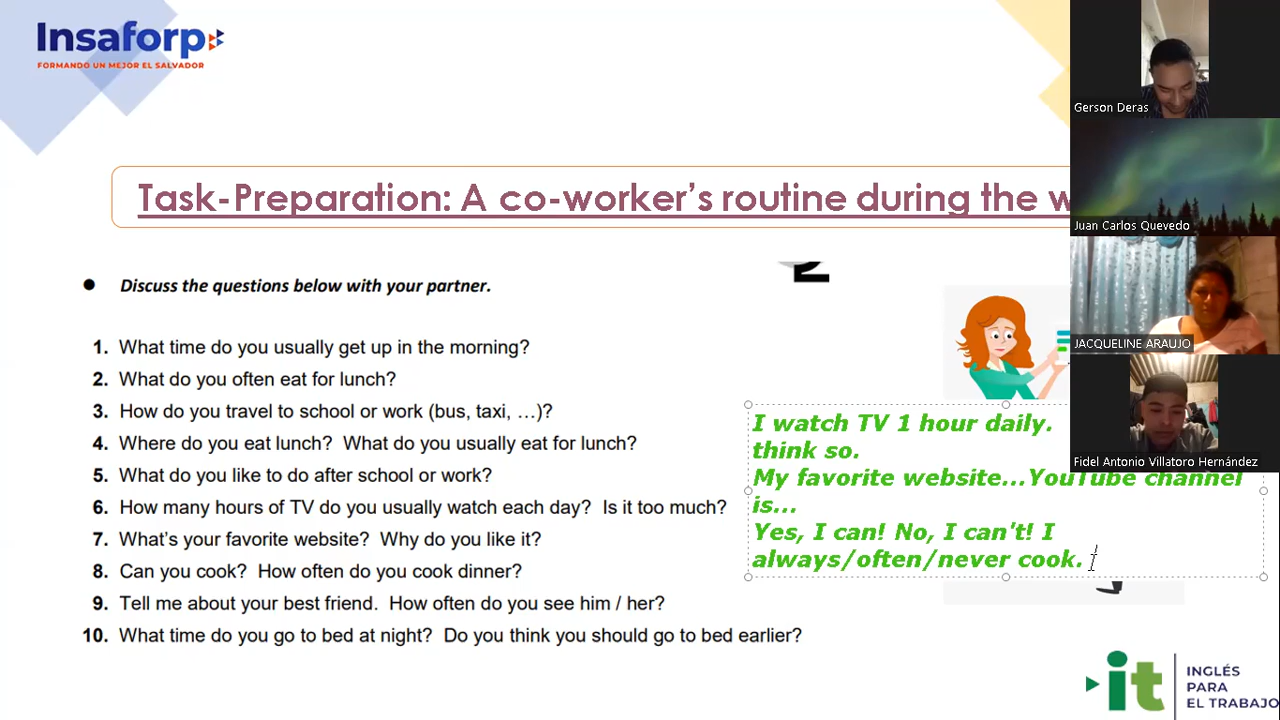 Insaforp
FORMANDO UN MEJOR EL SALVADOR
Task-Preparation: A co-worker's routine during the w
Discuss the questions below with your partner.
1. What time do you usually get up in the morning?
2. What do you often eat for lunch?
3. How do you travel to school or work (bus, taxi, …)?
4. Where do you eat lunch? What do you usually eat for lunch?
5. What do you like to do after school or work?
6. How many hours of TV do you usually watch each day? Is it too much?
7. What's your favorite website? Why do you like it?
8. Can you cook? How often do you cook dinner?
9. Tell me about your best friend. How often do you see him / her?
10. What time do you go to bed at night? Do you think you should go to bed earlier?
I watch TV 1 hour daily.
think so.
My favorite website...YouTube channel
is...
Yes, I can! No, I can't! I
always/often/never cook.
Gerson Deras
Juan Carlos Quevedo
JACQUELINE ARAUJO
Fidel Antonio Villatoro Hernández
it
INGLÉS
PARA
EL TRABAJO